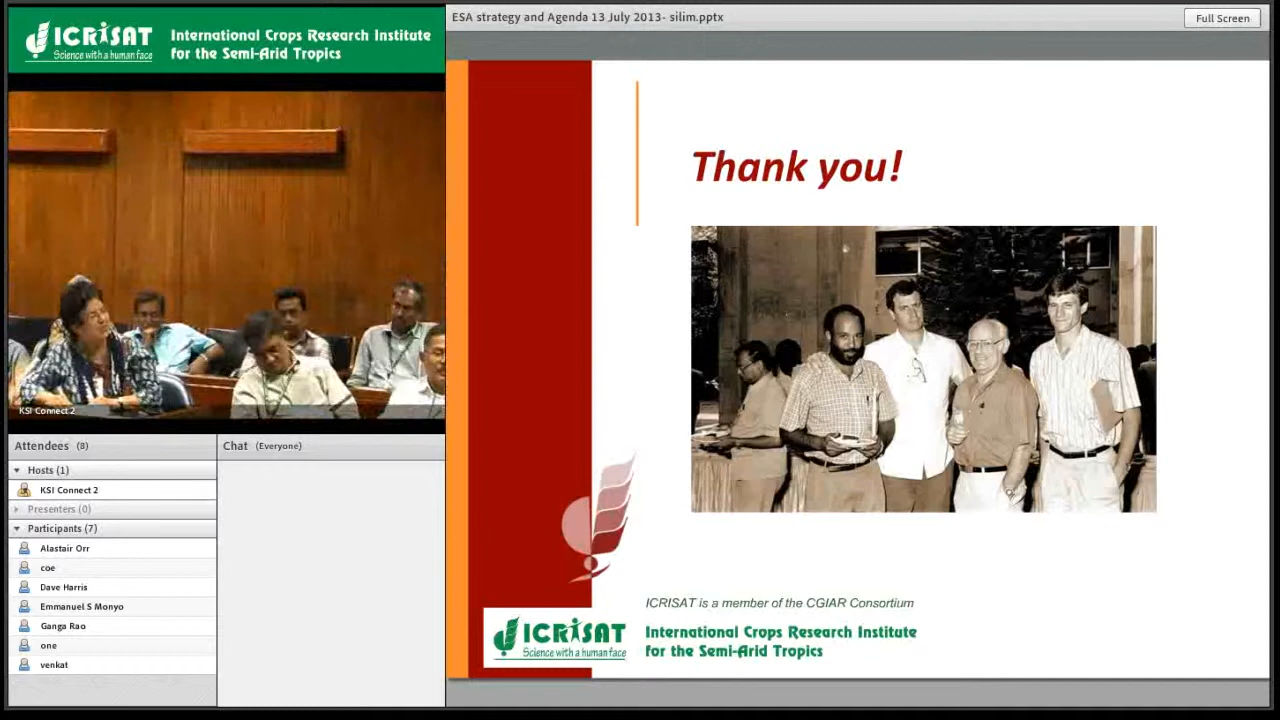 ICRISAT
Science with a human face
International Crops Research Institute
for the Semi-Arid Tropics
KSI Connect 2
Attendees (8)
Hosts (1)
KSI Connect 2
Presenters (0)
Participants (7)
Alastair Orr
coe
Dave Harris
Emmanuel S Monyo
Ganga Rao
one
venkat
Chat (Everyone)
ESA strategy and Agenda 13 July 2013- silim.pptx
Full Screen
Thank you!
ICRISAT is a member of the CGIAR Consortium
ICRISAT
Science with a human face
International Crops Research Institute
for the Semi-Arid Tropics